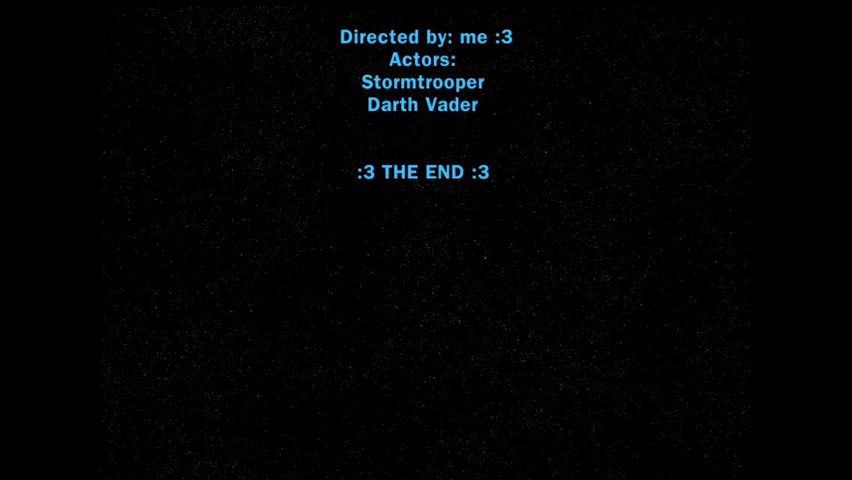 Directed by: me :3
Actors:
Stormtrooper
Darth Vader
:3 THE END :3